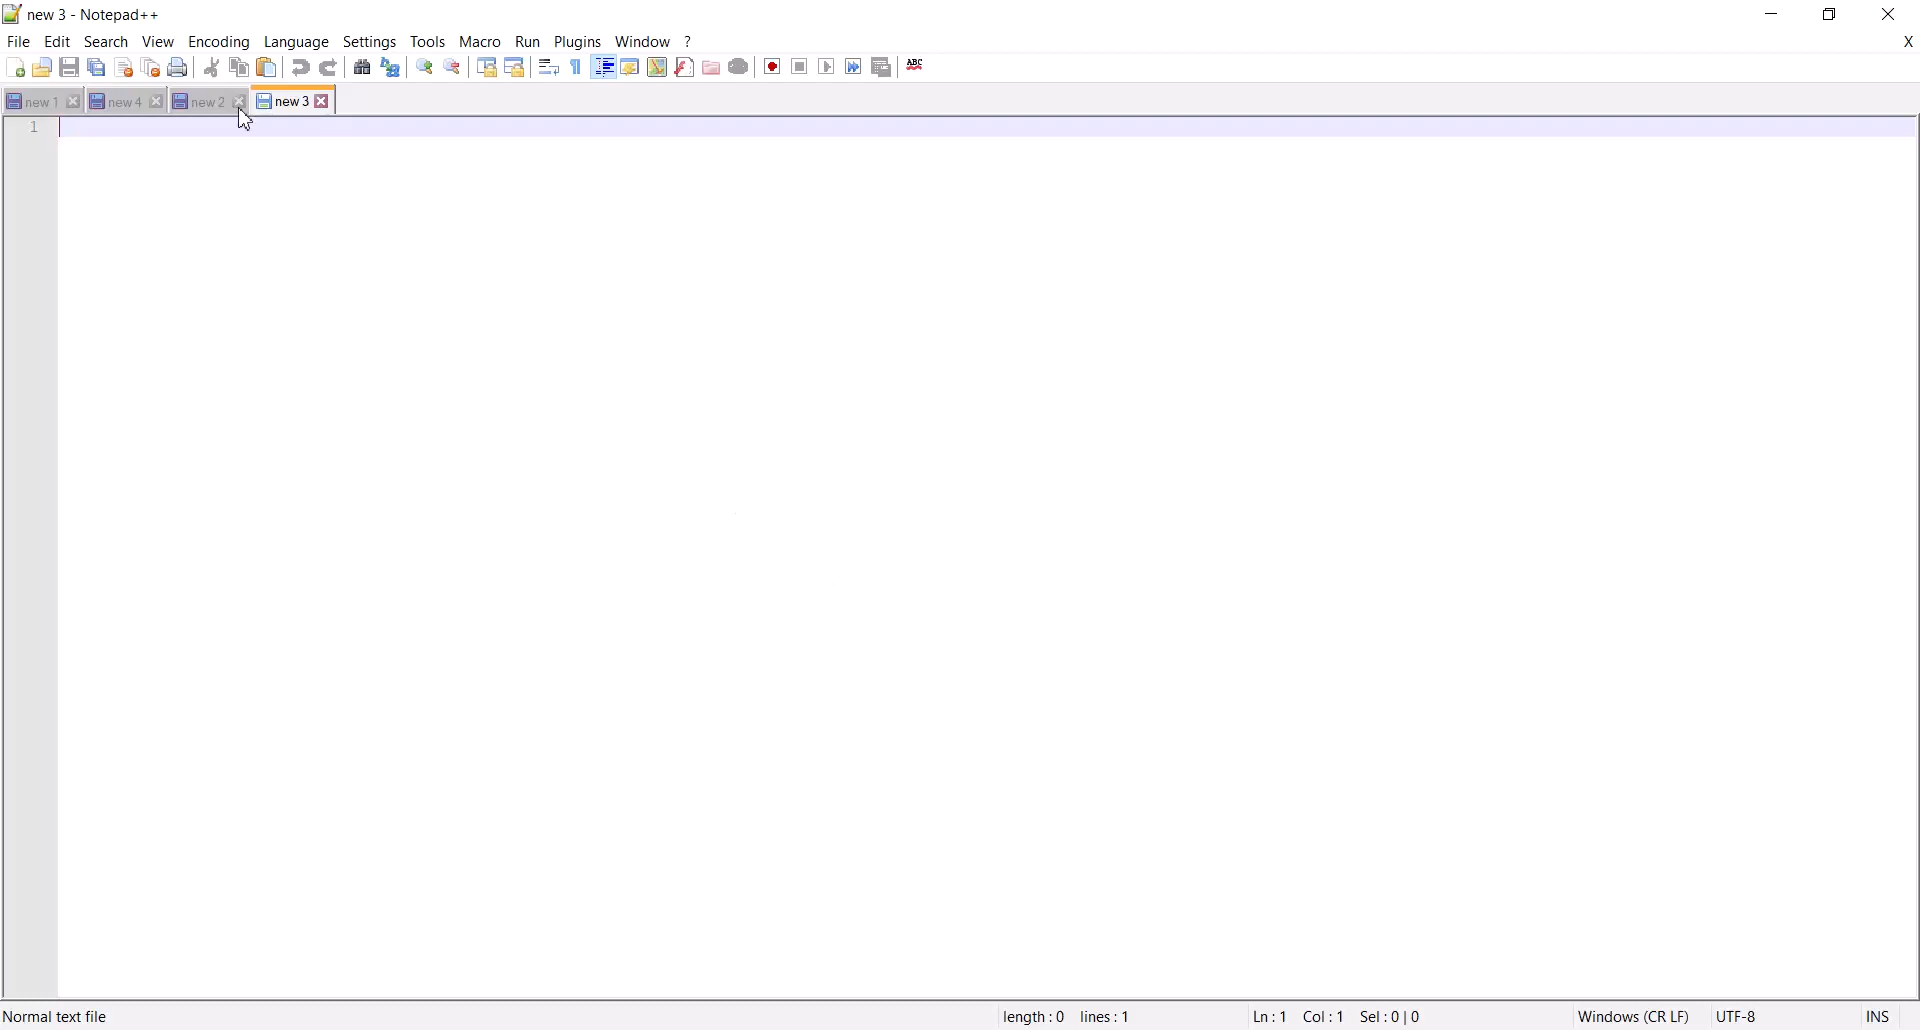 new 3 - Notepad++
File Edit Search View Encoding Language Settings Tools Macro Run Plugins Window ? X
ABC
new 1 new 4 new 2 new 3
1
Normal text file length : 0 lines : 1 Ln : 1 Col : 1 Sel : 0 | 0 Windows (CR LF) UTF-8 INS